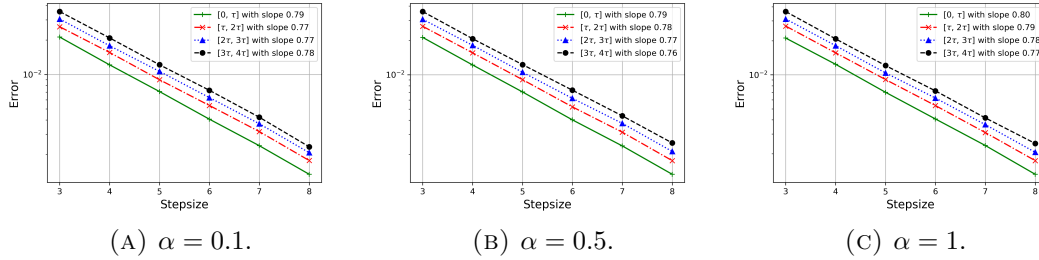 [0, τ] with slope 0.79
[τ, 2τ] with slope 0.77
[2τ, 3τ] with slope 0.77
[3τ, 4τ] with slope 0.78
Error
10⁻²
3 4 5 6 7 8
Stepsize
(A) α = 0.1.
[0, τ] with slope 0.79
[τ, 2τ] with slope 0.78
[2τ, 3τ] with slope 0.77
[3τ, 4τ] with slope 0.76
Error
10⁻²
3 4 5 6 7 8
Stepsize
(B) α = 0.5.
[0, τ] with slope 0.80
[τ, 2τ] with slope 0.79
[2τ, 3τ] with slope 0.78
[3τ, 4τ] with slope 0.77
Error
10⁻²
3 4 5 6 7 8
Stepsize
(C) α = 1.